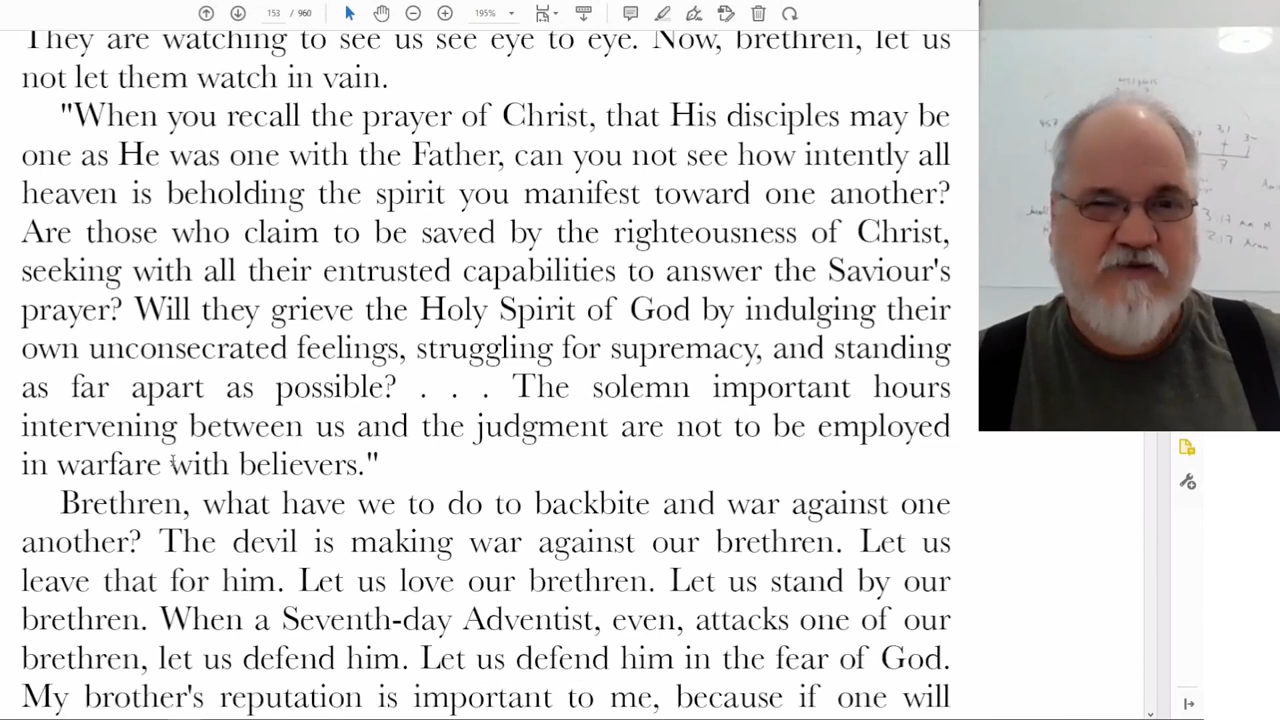 153 / 960
195%
They are watching to see us see eye to eye. Now, brethren, let us
not let them watch in vain.
"When you recall the prayer of Christ, that His disciples may be
one as He was one with the Father, can you not see how intently all
heaven is beholding the spirit you manifest toward one another?
Are those who claim to be saved by the righteousness of Christ,
seeking with all their entrusted capabilities to answer the Saviour's
prayer? Will they grieve the Holy Spirit of God by indulging their
own unconsecrated feelings, struggling for supremacy, and standing
as far apart as possible? . . . The solemn important hours
intervening between us and the judgment are not to be employed
in warfare with believers."
Brethren, what have we to do to backbite and war against one
another? The devil is making war against our brethren. Let us
leave that for him. Let us love our brethren. Let us stand by our
brethren. When a Seventh-day Adventist, even, attacks one of our
brethren, let us defend him. Let us defend him in the fear of God.
My brother's reputation is important to me, because if one will
457
7
3.17
2.17